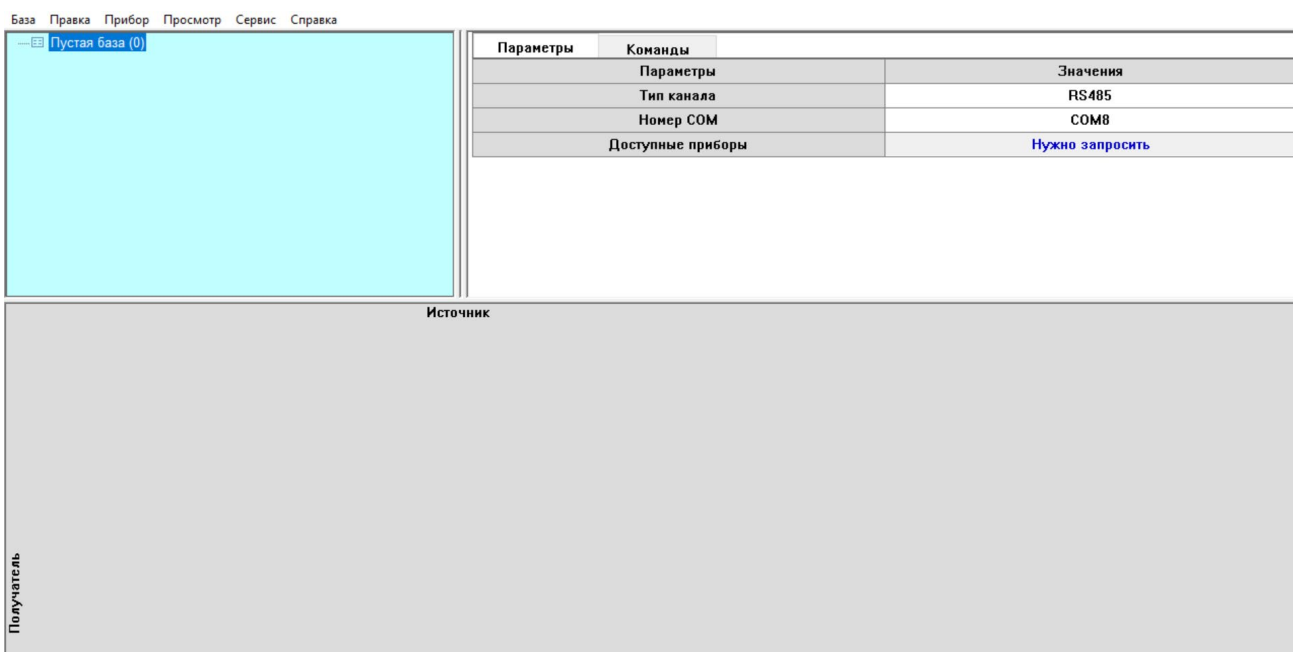 База Правка Прибор Просмотр Сервис Справка
Пустая база (0)
Параметры Команды
Параметры Значения
Тип канала RS485
Номер COM COM8
Доступные приборы Нужно запросить
Источник
Получатель